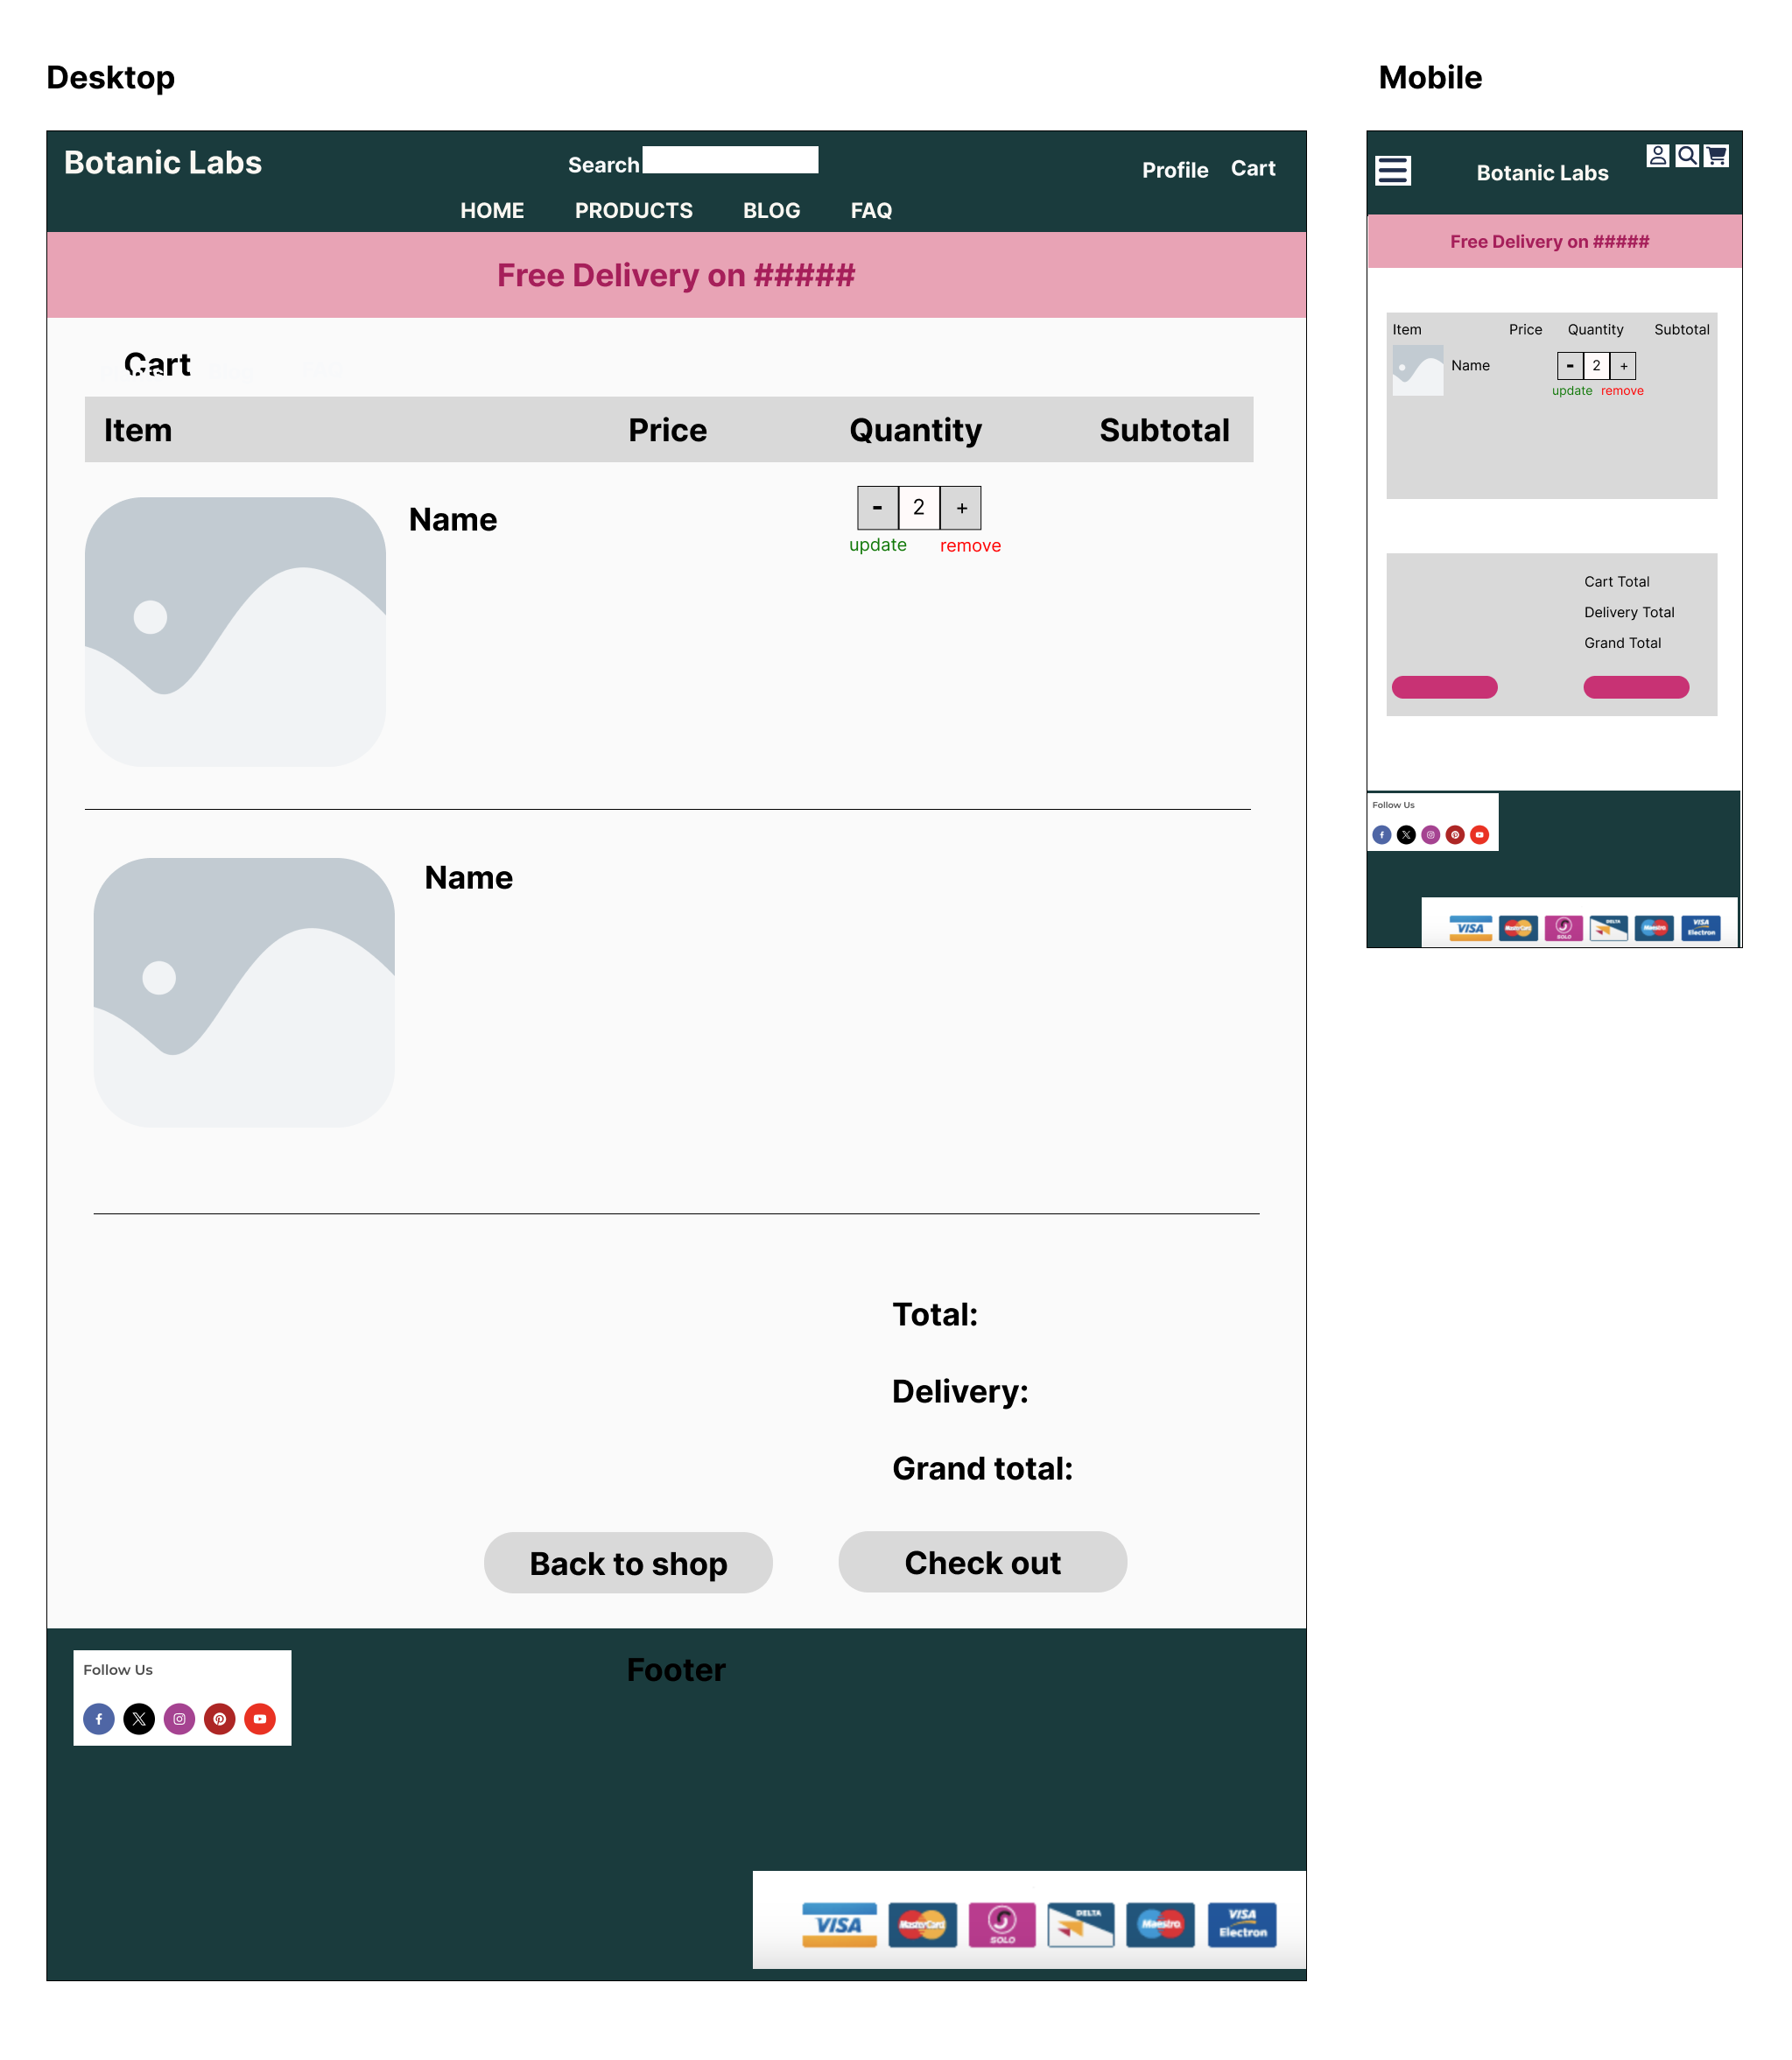 Desktop
Botanic Labs
Search
Profile
Cart
HOME PRODUCTS BLOG FAQ
Free Delivery on #####
Cart
Item Price Quantity Subtotal
Name
- 2 +
update remove
Name
Total:
Delivery:
Grand total:
Back to shop
Check out
Footer
Follow Us
VISA MasterCard SOLO DELTA Maestro VISA Electron
Mobile
Botanic Labs
Free Delivery on #####
Item Price Quantity Subtotal
Name
- 2 +
update remove
Cart Total
Delivery Total
Grand Total
Follow Us
VISA MasterCard SOLO DELTA Maestro VISA Electron